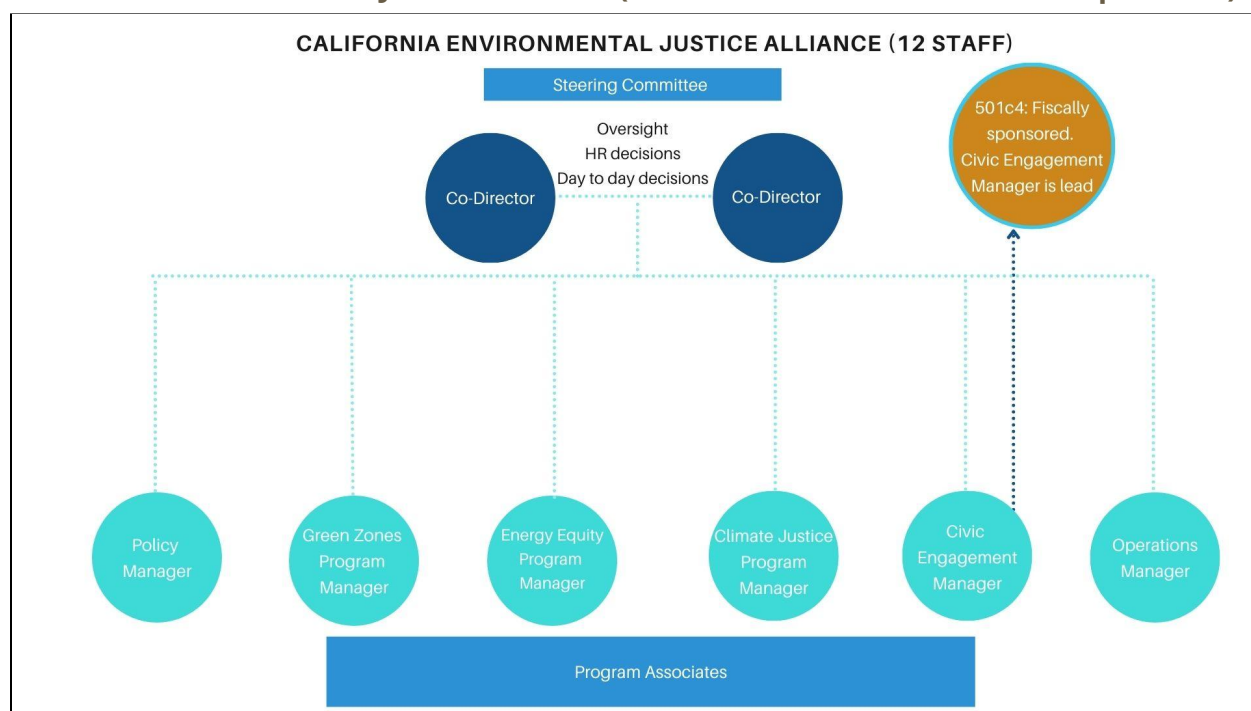 CALIFORNIA ENVIRONMENTAL JUSTICE ALLIANCE (12 STAFF)
Steering Committee
Oversight
HR decisions
Day to day decisions
Co-Director
Co-Director
501c4: Fiscally
sponsored.
Civic Engagement
Manager is lead
Policy
Manager
Green Zones
Program
Manager
Energy Equity
Program
Manager
Climate Justice
Program
Manager
Civic
Engagement
Manager
Operations
Manager
Program Associates